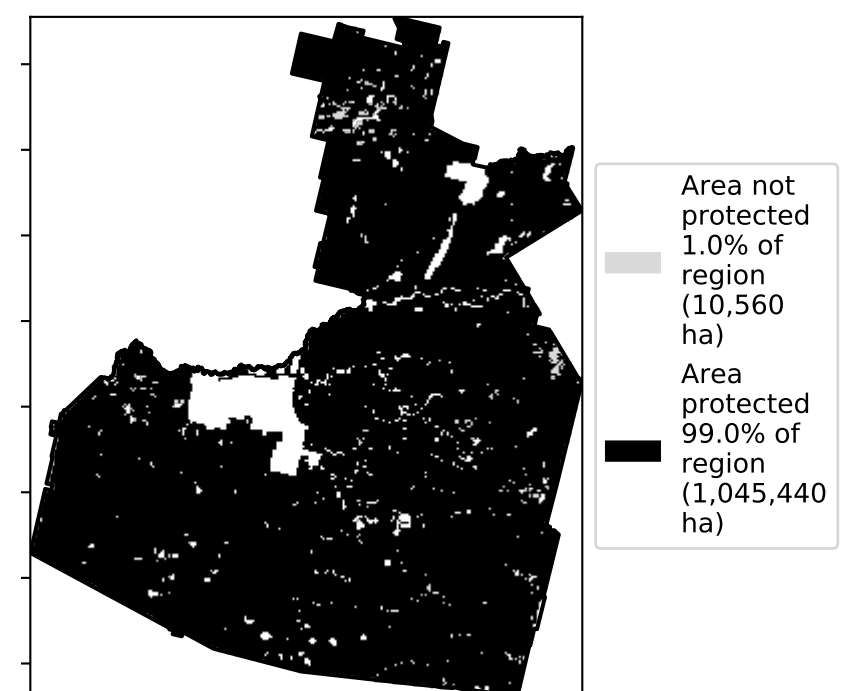 Area not
protected
1.0% of
region
(10,560
ha)
Area
protected
99.0% of
region
(1,045,440
ha)